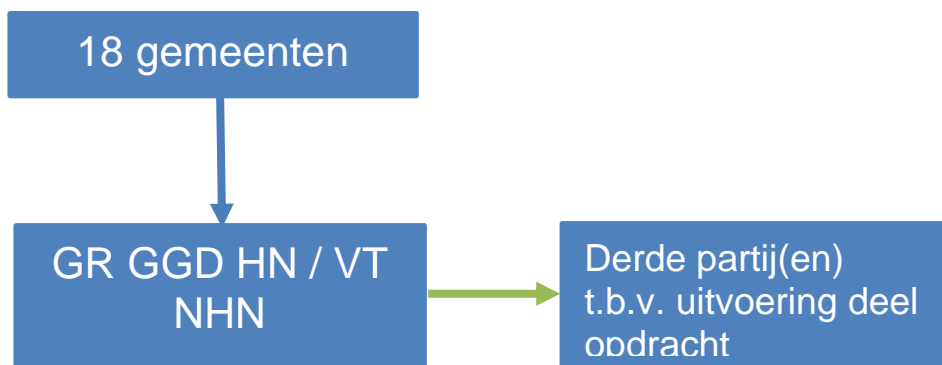 18 gemeenten
GR GGD HN / VT
NHN
Derde partij(en)
t.b.v. uitvoering deel
opdracht